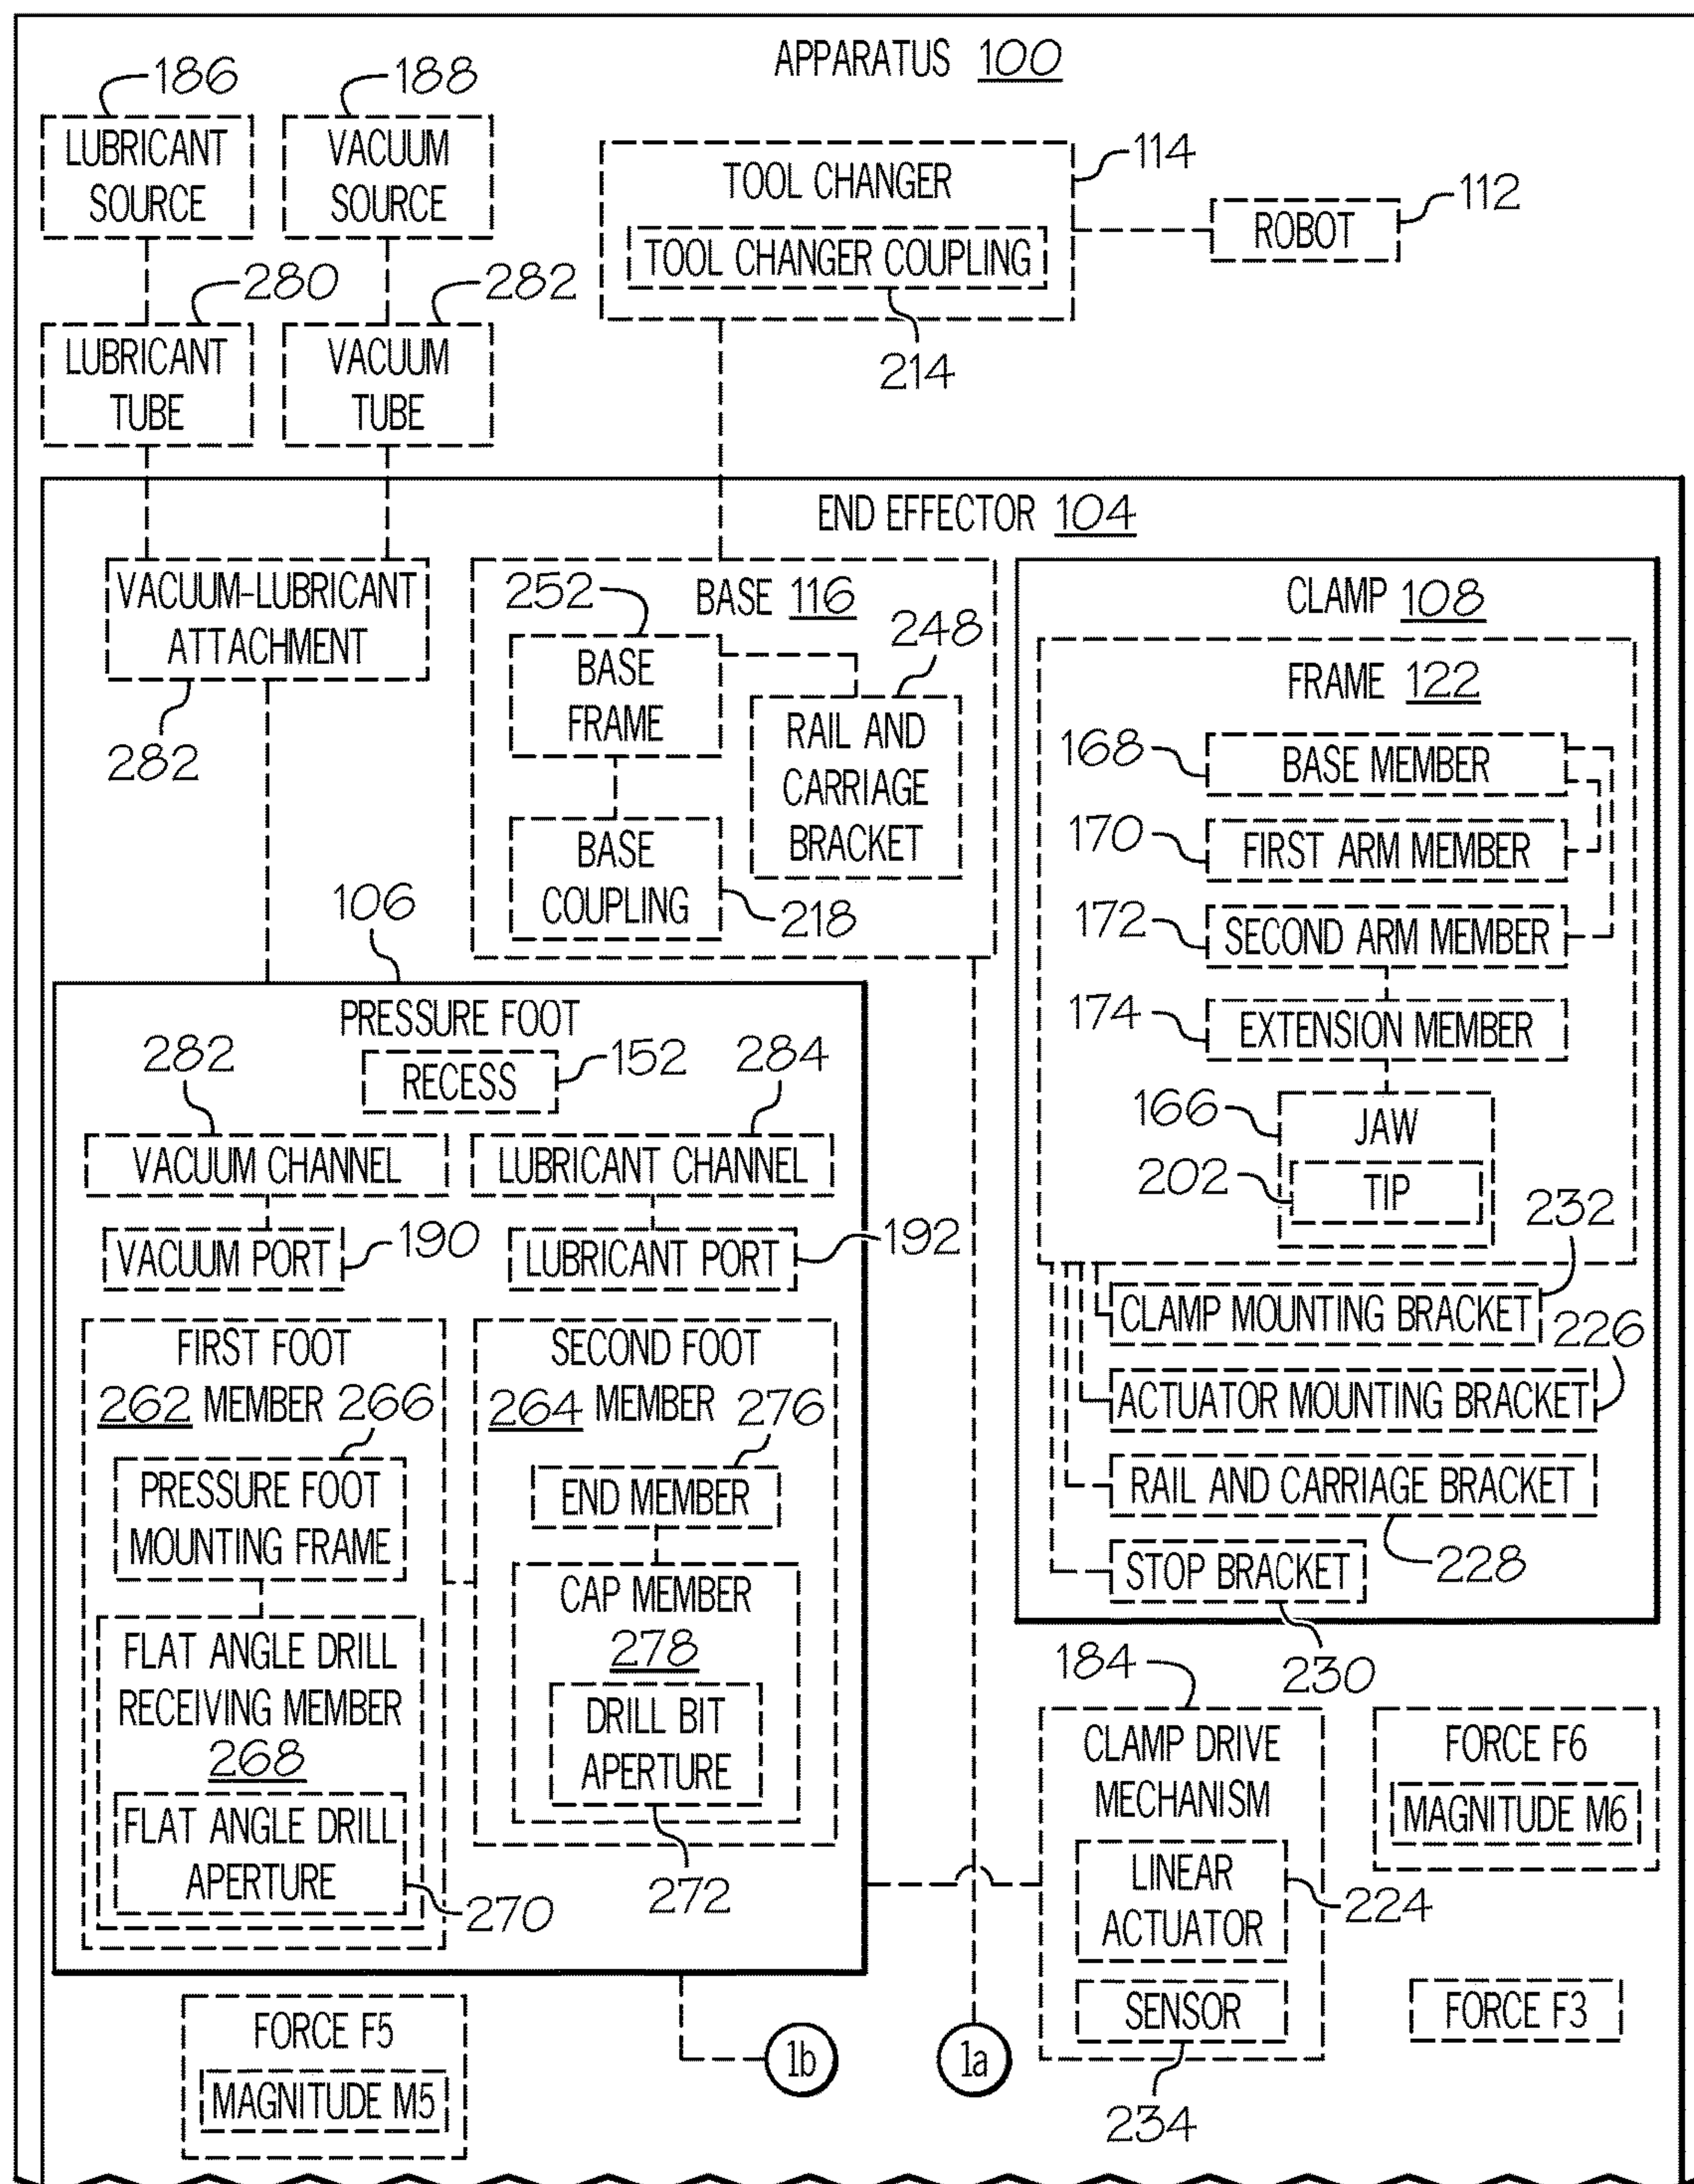 APPARATUS 100
186
188
LUBRICANT
SOURCE
VACUUM
SOURCE
TOOL CHANGER
114
TOOL CHANGER COUPLING
214
ROBOT
112
280
282
LUBRICANT
TUBE
VACUUM
TUBE
END EFFECTOR 104
VACUUM-LUBRICANT
ATTACHMENT
282
BASE 116
252
248
BASE
FRAME
RAIL AND
CARRIAGE
BRACKET
BASE
COUPLING
218
CLAMP 108
FRAME 122
168
BASE MEMBER
170
FIRST ARM MEMBER
172
SECOND ARM MEMBER
174
EXTENSION MEMBER
166
JAW
202
TIP
232
CLAMP MOUNTING BRACKET
226
ACTUATOR MOUNTING BRACKET
RAIL AND CARRIAGE BRACKET
228
STOP BRACKET
230
106
PRESSURE FOOT
RECESS
152
282
284
VACUUM CHANNEL
LUBRICANT CHANNEL
VACUUM PORT
190
LUBRICANT PORT
192
FIRST FOOT
262 MEMBER
266
PRESSURE FOOT
MOUNTING FRAME
FLAT ANGLE DRILL
RECEIVING MEMBER
268
FLAT ANGLE DRILL
APERTURE
270
SECOND FOOT
264 MEMBER
276
END MEMBER
CAP MEMBER
278
DRILL BIT
APERTURE
272
184
CLAMP DRIVE
MECHANISM
LINEAR
ACTUATOR
224
SENSOR
234
FORCE F6
MAGNITUDE M6
FORCE F3
FORCE F5
MAGNITUDE M5
1b
1a